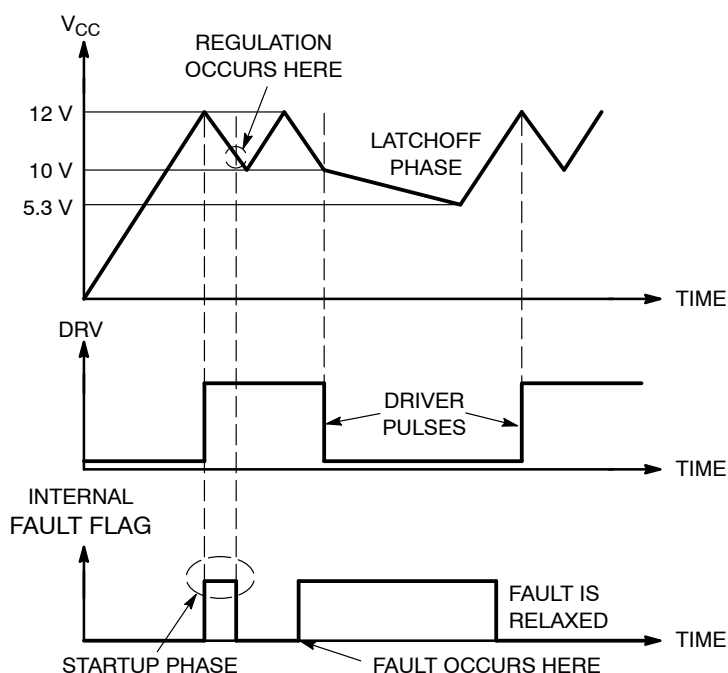 V_CC
REGULATION
OCCURS HERE
12 V
LATCHOFF
PHASE
10 V
5.3 V
TIME
DRV
DRIVER
PULSES
TIME
INTERNAL
FAULT FLAG
FAULT IS
RELAXED
TIME
STARTUP PHASE
FAULT OCCURS HERE